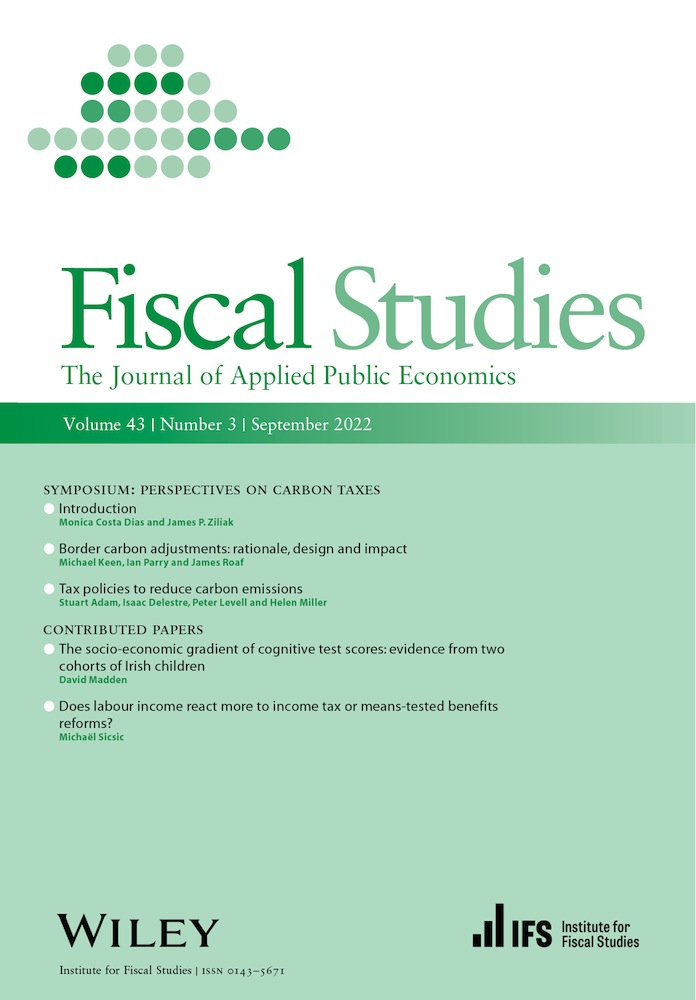 Fiscal Studies
The Journal of Applied Public Economics
Volume 43 | Number 3 | September 2022
SYMPOSIUM: PERSPECTIVES ON CARBON TAXES
Introduction
Monica Costa Dias and James P. Ziliak
Border carbon adjustments: rationale, design and impact
Michael Keen, Ian Parry and James Roaf
Tax policies to reduce carbon emissions
Stuart Adam, Isaac Delestre, Peter Levell and Helen Miller
CONTRIBUTED PAPERS
The socio-economic gradient of cognitive test scores: evidence from two
cohorts of Irish children
David Madden
Does labour income react more to income tax or means-tested benefits
reforms?
Michaël Sicsic
WILEY
IFS Institute for
Fiscal Studies
Institute for Fiscal Studies | ISSN 0143–5671